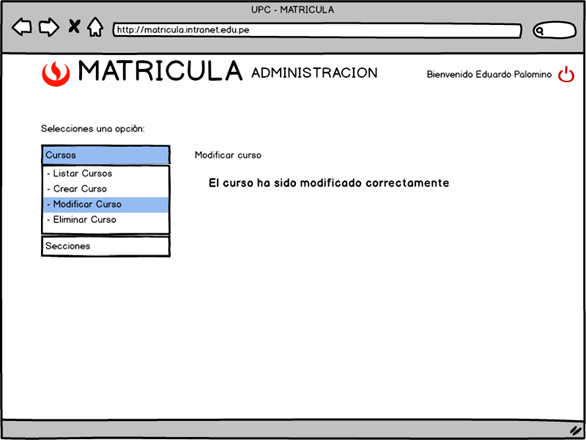 UPC - MATRICULA
http://matricula.intranet.edu.pe
MATRICULA ADMINISTRACION
Bienvenido Eduardo Palomino
Selecciones una opción:
Cursos
- Listar Cursos
- Crear Curso
- Modificar Curso
- Eliminar Curso
Secciones
Modificar curso
El curso ha sido modificado correctamente